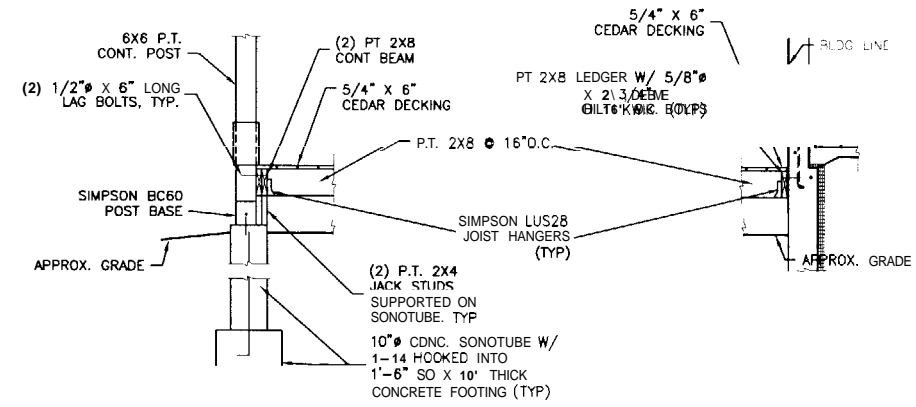 6X6 P.T.
CONT. POST
(2) PT 2X8
CONT BEAM
(2) 1/2"ø X 6" LONG
LAG BOLTS, TYP.
5/4" X 6"
CEDAR DECKING
5/4" X 6"
CEDAR DECKING
BLDG LINE
PT 2X8 LEDGER W/ 5/8"ø
P.T. 2X8 @ 16"O.C.
SIMPSON BC60
POST BASE
SIMPSON LUS28
JOIST HANGERS
(TYP)
APPROX. GRADE
APPROX. GRADE
(2) P.T. 2X4
JACK STUDS
SUPPORTED ON
SONOTUBE. TYP
10"ø CDNC. SONOTUBE W/
1-14 HOOKED INTO
1'-6" SO X 10' THICK
CONCRETE FOOTING (TYP)